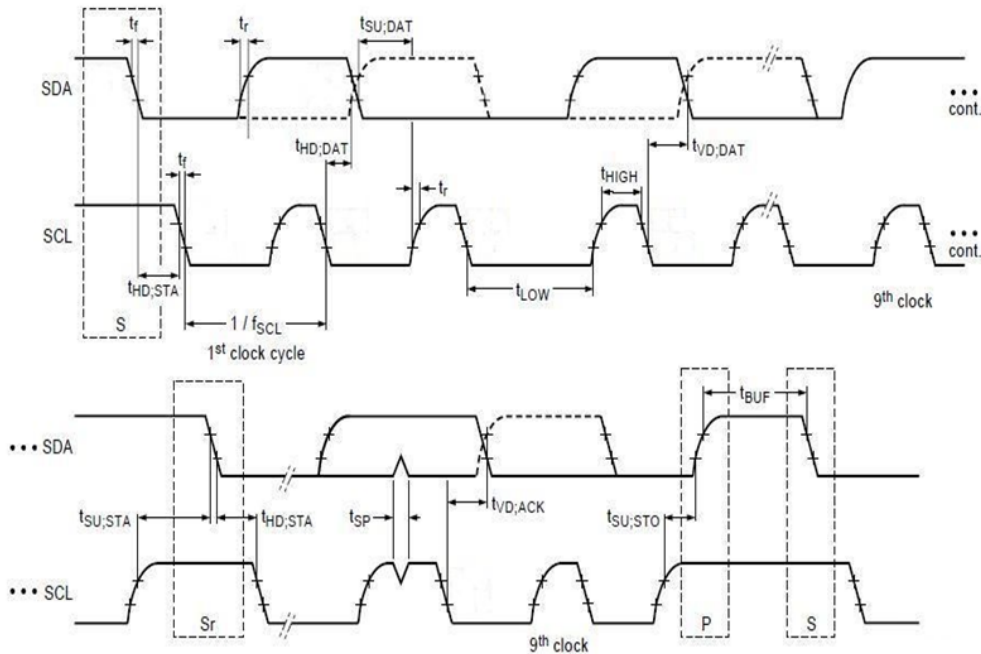 tf tr tSU;DAT
SDA
••• cont.
tHD;DAT tVD;DAT
tf tr tHIGH
SCL
••• cont.
tHD;STA tLOW
9th clock
S 1 / fSCL
1st clock cycle
tBUF
••• SDA
tSU;STA tHD;STA tSP tVD;ACK tSU;STO
••• SCL
Sr P S
9th clock